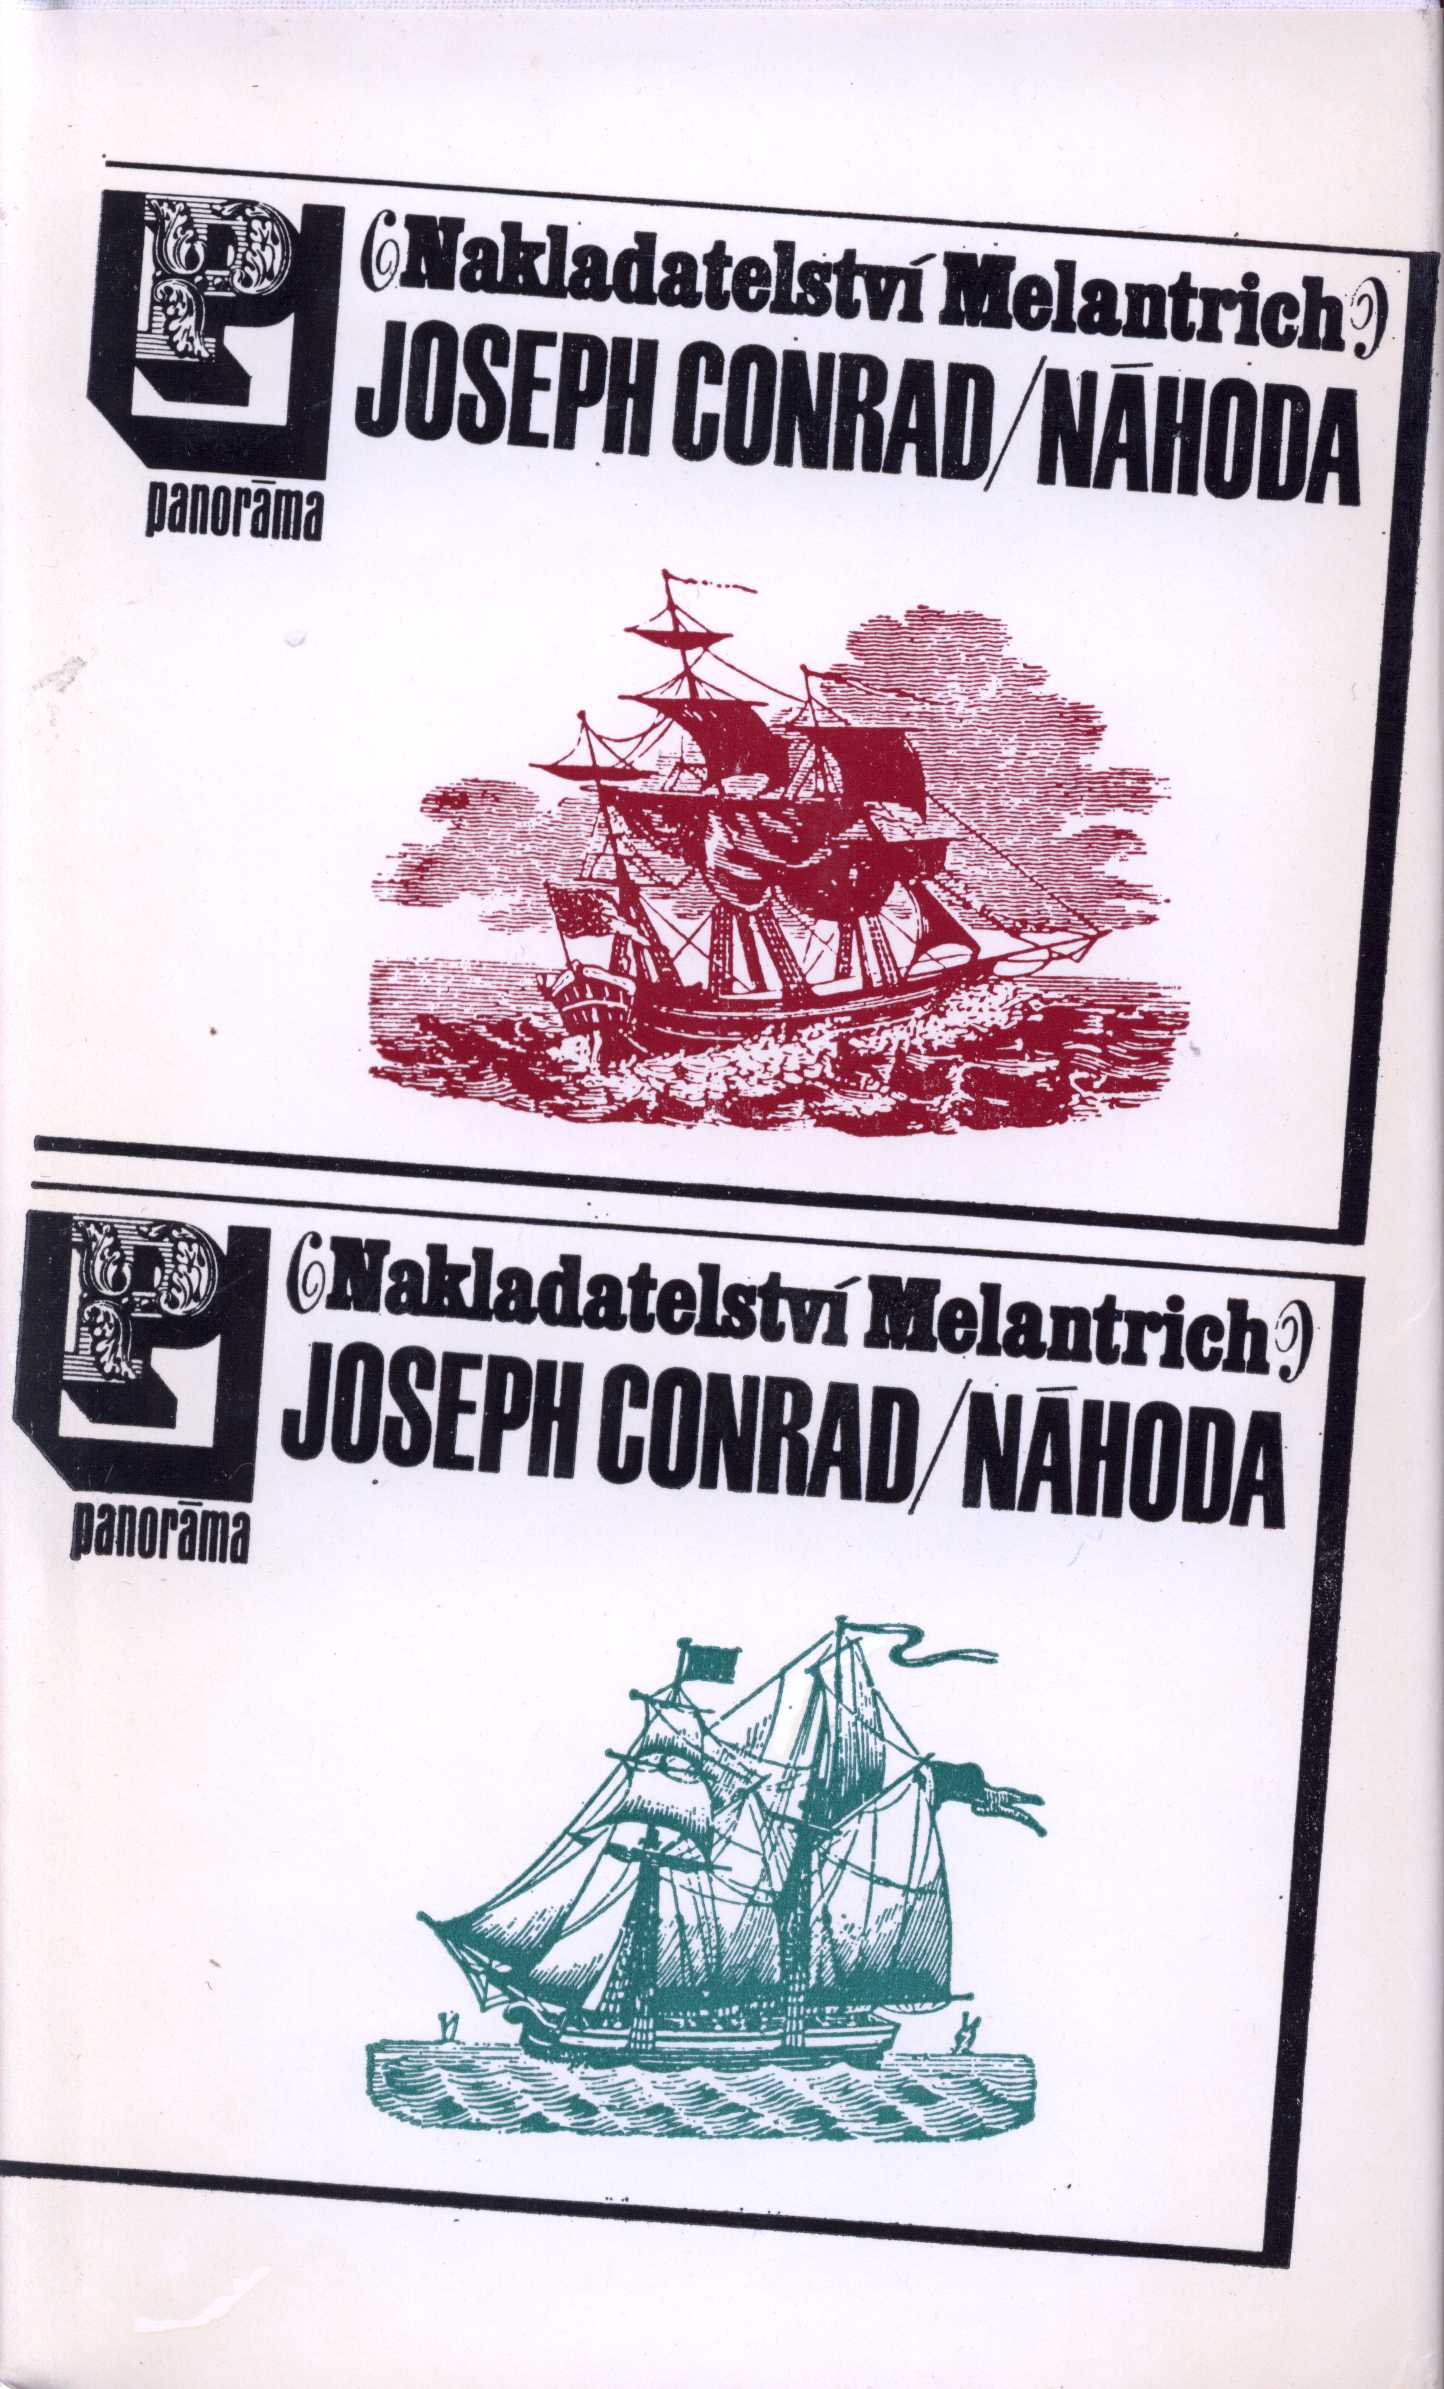 P
Nakladatelství Melantrich
JOSEPH CONRAD/NÁHODA
panoráma
P
Nakladatelství Melantrich
JOSEPH CONRAD/NÁHODA
panoráma